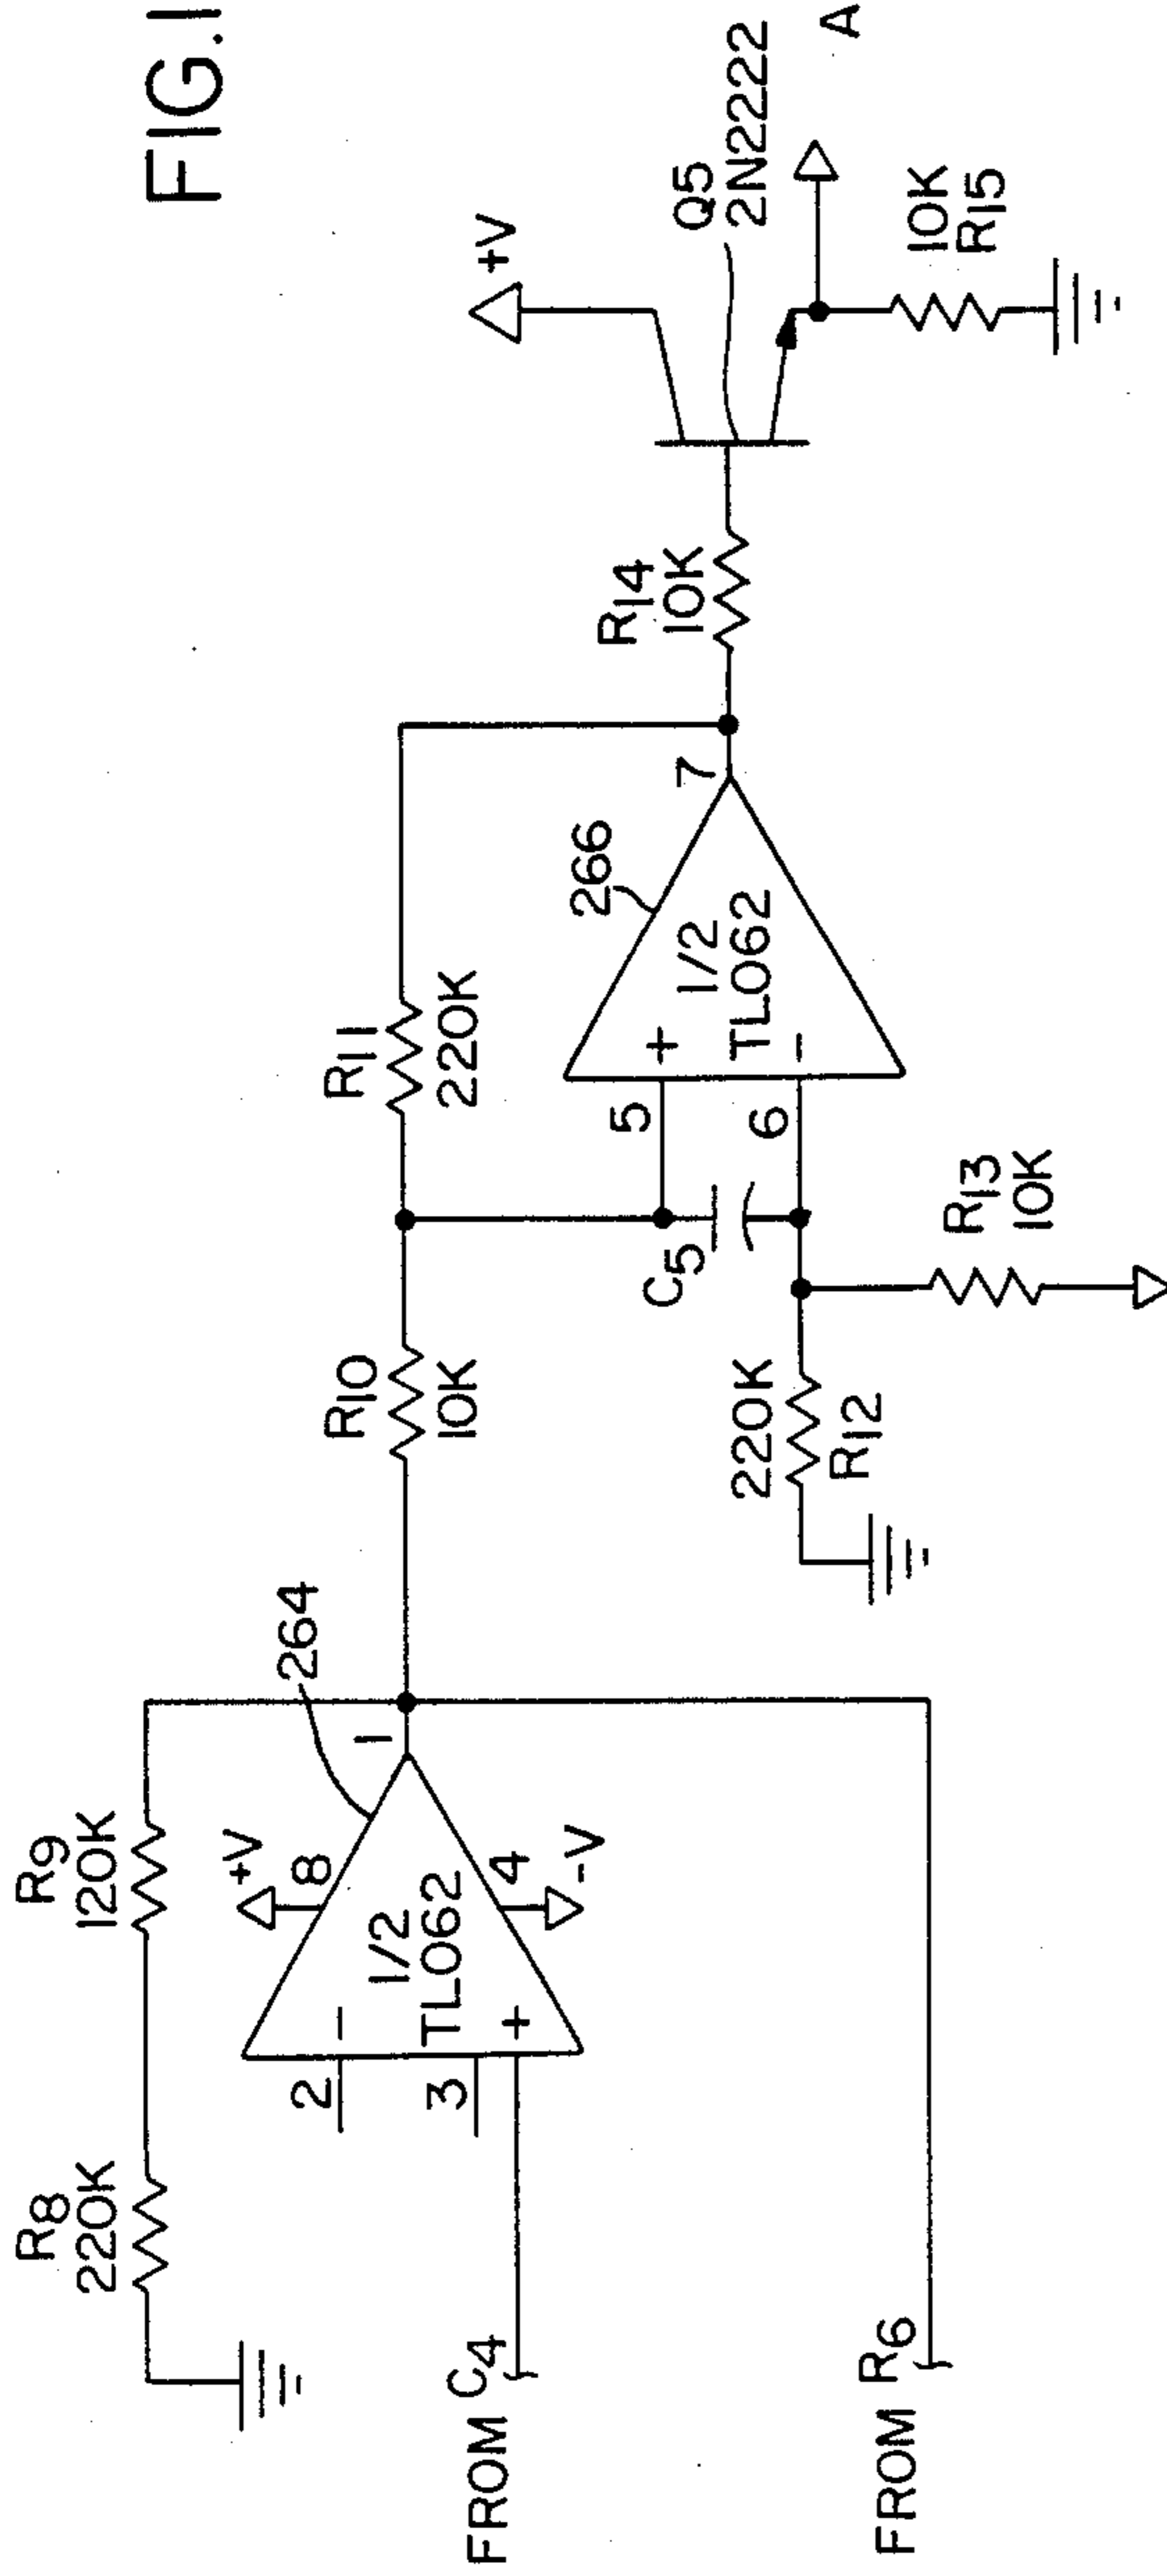 FIG.1
R8
220K
R9
120K
+V
8
2
-
1/2
TL062
3
+
4
-V
1
264
FROM C4
FROM R6
R10
10K
R11
220K
C5
5
+
1/2
TL062
6
-
7
266
220K
R12
R13
10K
R14
10K
+V
Q5
2N2222
A
10K
R15